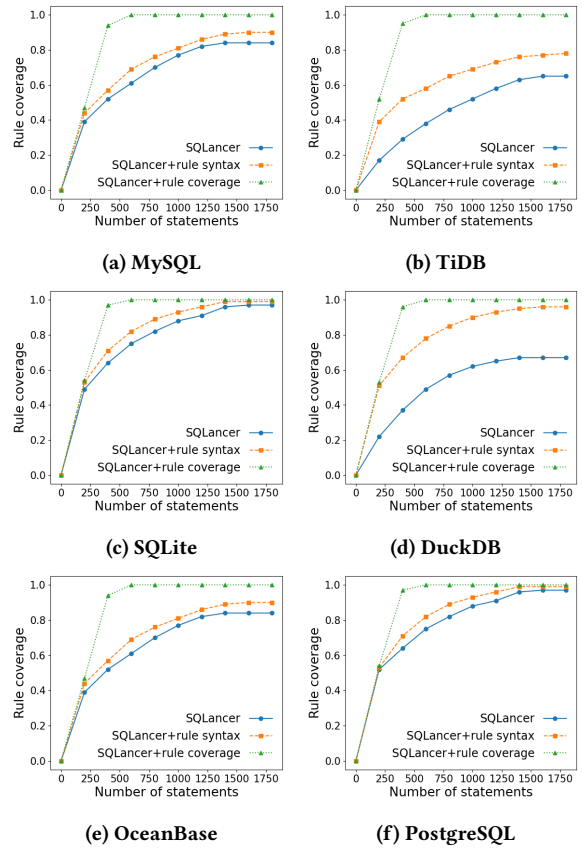 1.0
0.8
0.6
0.4
0.2
0.0
Rule coverage
SQLancer
SQLancer+rule syntax
SQLancer+rule coverage
0 250 500 750 1000 1250 1500 1750
Number of statements
(a) MySQL
1.0
0.8
0.6
0.4
0.2
0.0
Rule coverage
SQLancer
SQLancer+rule syntax
SQLancer+rule coverage
0 250 500 750 1000 1250 1500 1750
Number of statements
(b) TiDB
1.0
0.8
0.6
0.4
0.2
0.0
Rule coverage
SQLancer
SQLancer+rule syntax
SQLancer+rule coverage
0 250 500 750 1000 1250 1500 1750
Number of statements
(c) SQLite
1.0
0.8
0.6
0.4
0.2
0.0
Rule coverage
SQLancer
SQLancer+rule syntax
SQLancer+rule coverage
0 250 500 750 1000 1250 1500 1750
Number of statements
(d) DuckDB
1.0
0.8
0.6
0.4
0.2
0.0
Rule coverage
SQLancer
SQLancer+rule syntax
SQLancer+rule coverage
0 250 500 750 1000 1250 1500 1750
Number of statements
(e) OceanBase
1.0
0.8
0.6
0.4
0.2
0.0
Rule coverage
SQLancer
SQLancer+rule syntax
SQLancer+rule coverage
0 250 500 750 1000 1250 1500 1750
Number of statements
(f) PostgreSQL